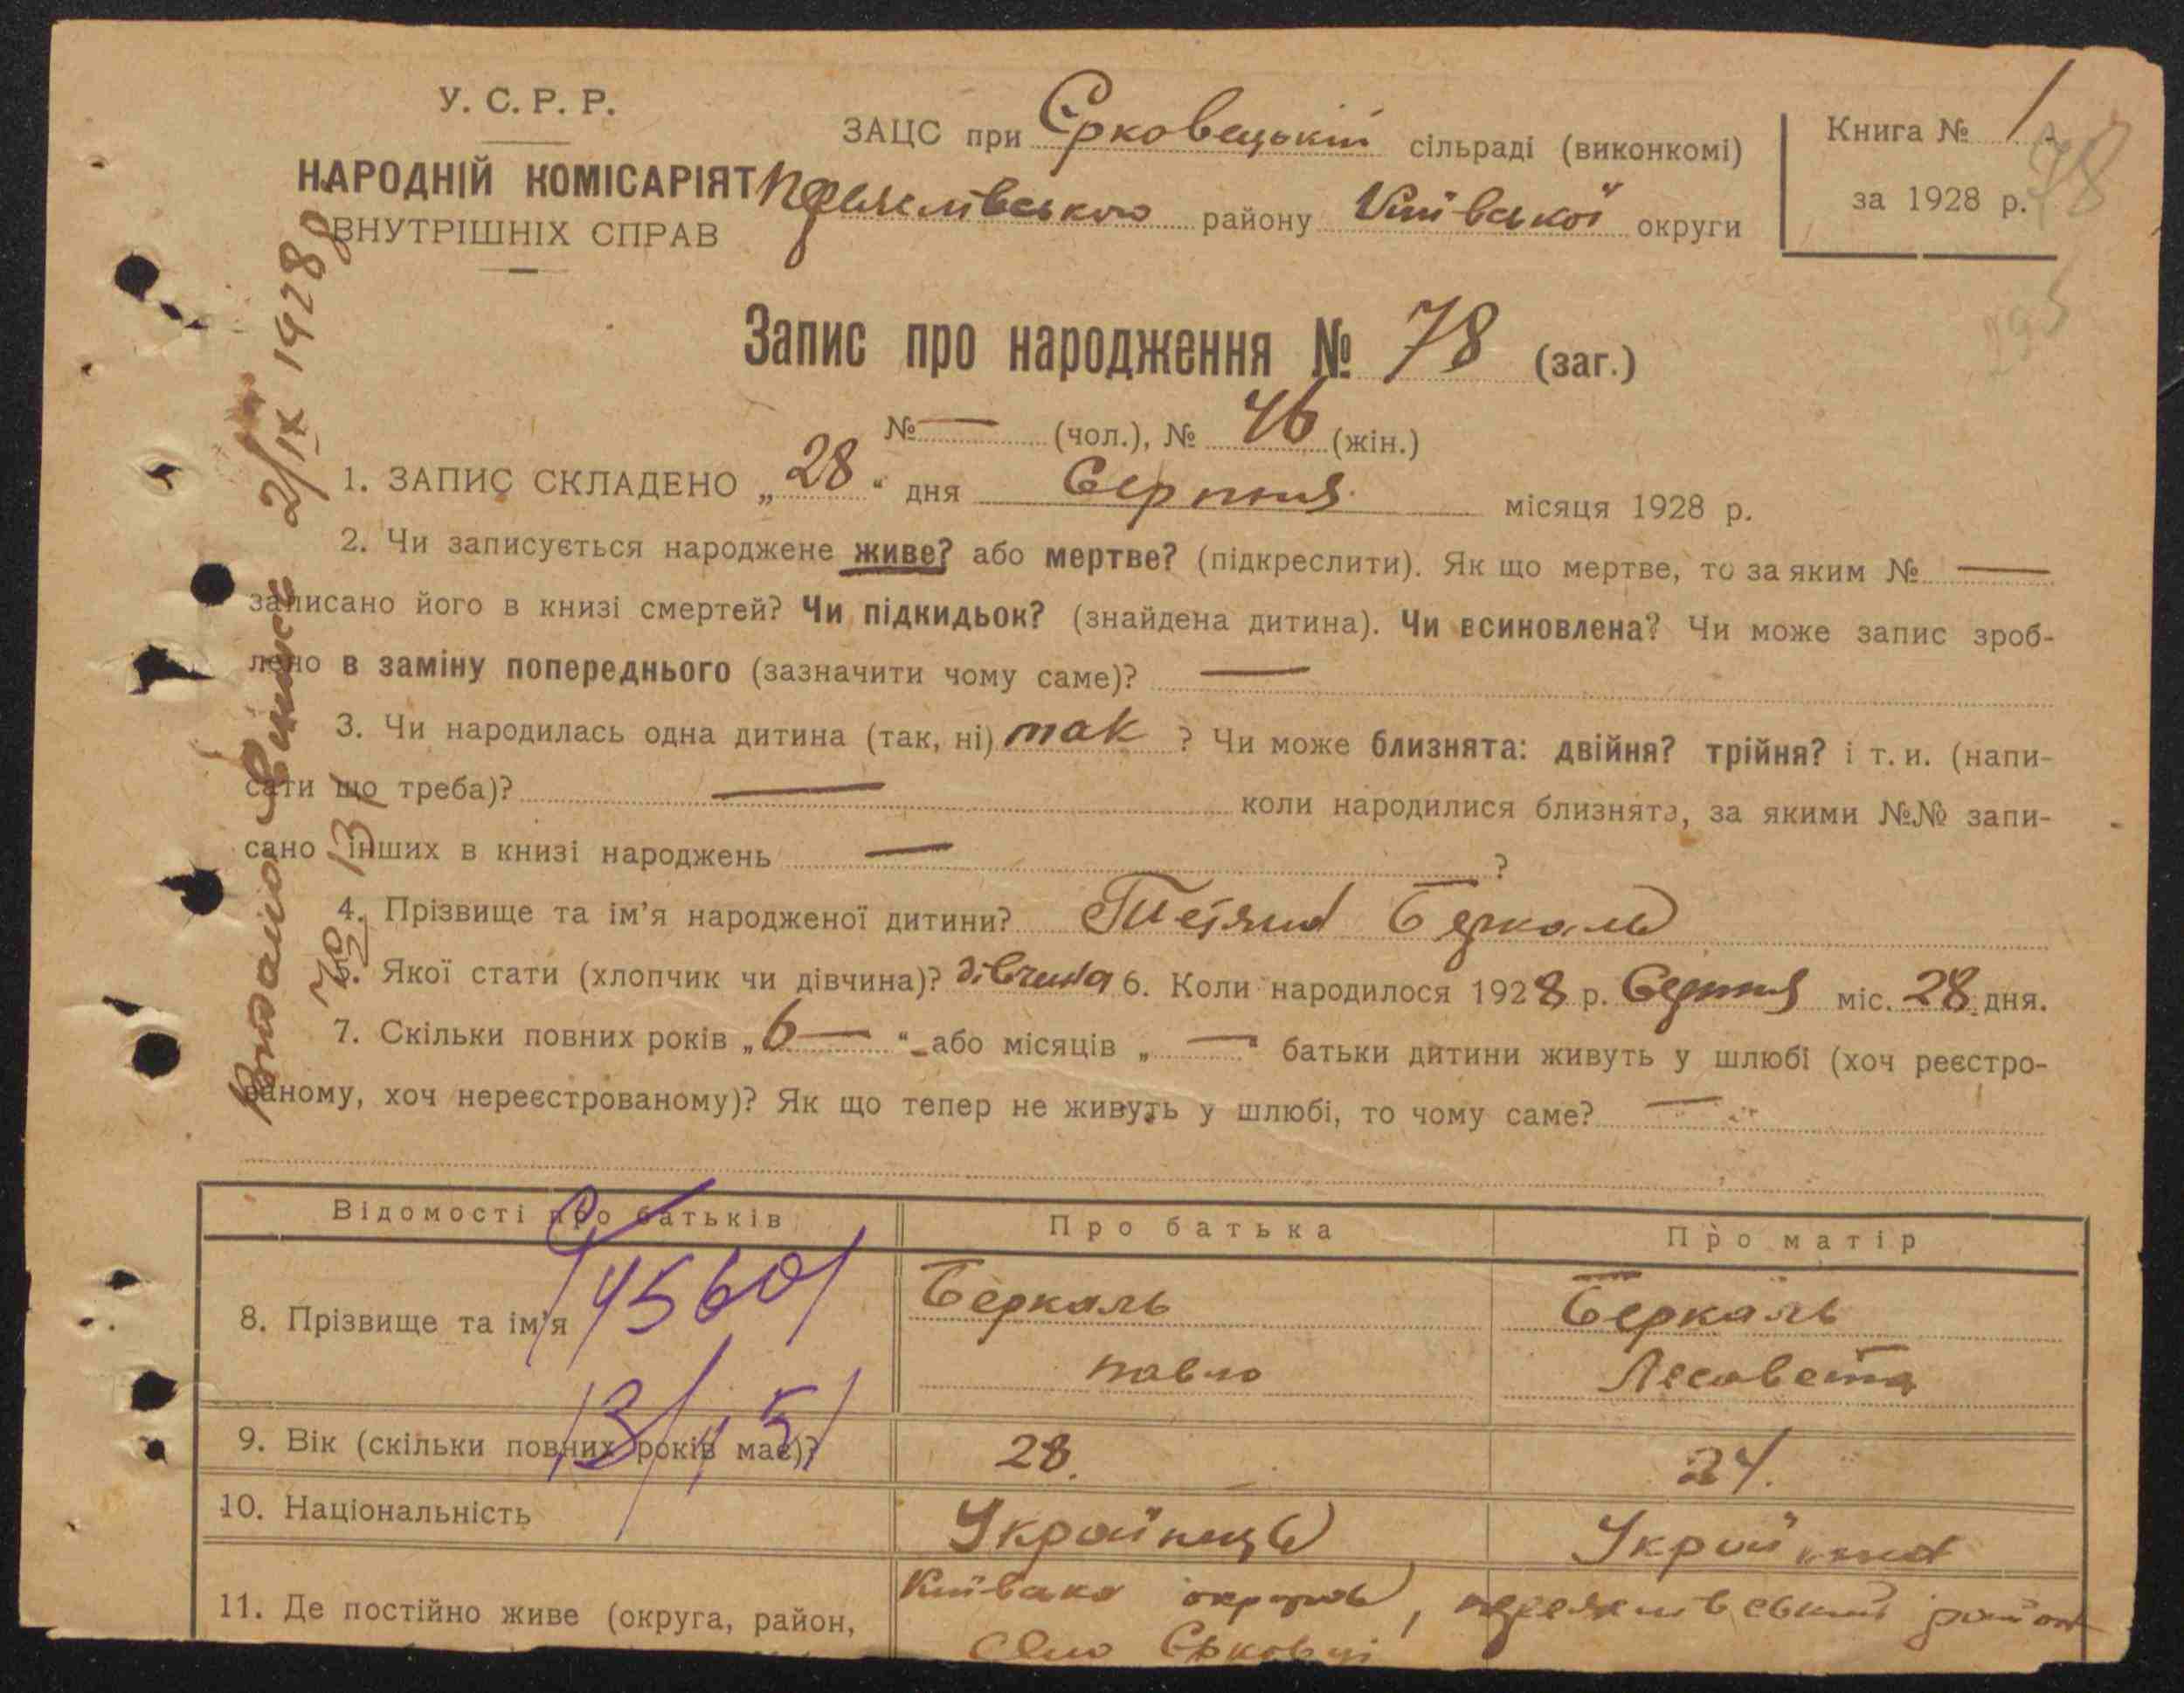 У. С. Р. Р.
НАРОДНІЙ КОМІСАРІЯТ
ВНУТРІШНІХ СПРАВ
ЗАЦС при Єрковецькій сільраді (виконкомі)
району Київської округи
Книга № 1
за 1928 р.
78
Запис про народження № 78 (заг.)
№ — (чол.), № 46 (жін.)
1. ЗАПИС СКЛАДЕНО „28“ дня Серпня місяця 1928 р.
2. Чи записується народжене живе? або мертве? (підкреслити). Як що мертве, то за яким № —
записано його в книзі смертей? Чи підкидьок? (знайдена дитина). Чи всиновлена? Чи може запис зроб-
лено в заміну попереднього (зазначити чому саме)? —
3. Чи народилась одна дитина (так, ні) так ? Чи може близнята: двійня? трійня? і т. и. (напи-
сати що треба)? — коли народилися близнята, за якими №№ запи-
сано інших в книзі народжень — ?
4. Прізвище та ім’я народженої дитини? Тетяна Беркаль
5. Якої стати (хлопчик чи дівчина)? дівчина 6. Коли народилося 1928 р. Серпня міс. 28 дня.
7. Скільки повних років „6 —“ або місяців „—“ батьки дитини живуть у шлюбі (хоч реєстро-
ваному, хоч нереєстрованому)? Як що тепер не живуть у шлюбі, то чому саме? —
Відомості про батьків Про батька Про матір
8. Прізвище та ім’я Беркаль Беркаль
Павло Лесавета
9. Вік (скільки повних років має)? 28. 24.
10. Національність Українець Українка
11. Де постійно живе (округа, район, Київська округа, район
Село Єрковці
2/IX 1928 р